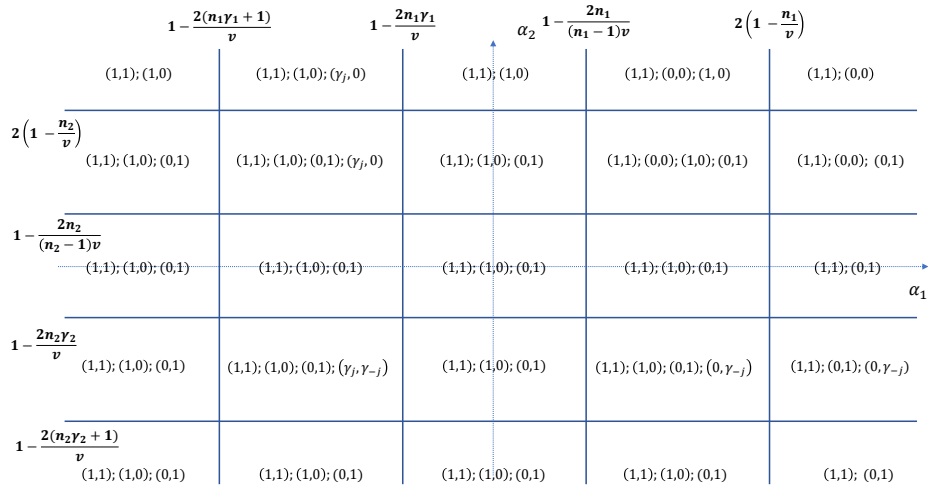 1 − 2(n₁γ₁ + 1)/v 1 − 2n₁γ₁/v α₂ 1 − 2n₁/((n₁ − 1)v) 2(1 − n₁/v)
(1,1); (1,0) (1,1); (1,0); (γⱼ, 0) (1,1); (1,0) (1,1); (0,0); (1, 0) (1,1); (0,0)
2(1 − n₂/v)
(1,1); (1,0); (0,1) (1,1); (1,0); (0,1); (γⱼ, 0) (1,1); (1,0); (0,1) (1,1); (0,0); (1,0); (0,1) (1,1); (0,0); (0,1)
1 − 2n₂/((n₂ − 1)v)
(1,1); (1,0); (0,1) (1,1); (1,0); (0,1) (1,1); (1,0); (0,1) (1,1); (1,0); (0,1) (1,1); (0,1)
α₁
1 − 2n₂γ₂/v
(1,1); (1,0); (0,1) (1,1); (1,0); (0,1); (γⱼ, γ₋ⱼ) (1,1); (1,0); (0,1) (1,1); (1,0); (0,1); (0, γ₋ⱼ) (1,1); (0,1); (0, γ₋ⱼ)
1 − 2(n₂γ₂ + 1)/v
(1,1); (1,0); (0,1) (1,1); (1,0); (0,1) (1,1); (1,0); (0,1) (1,1); (1,0); (0,1) (1,1); (0,1)